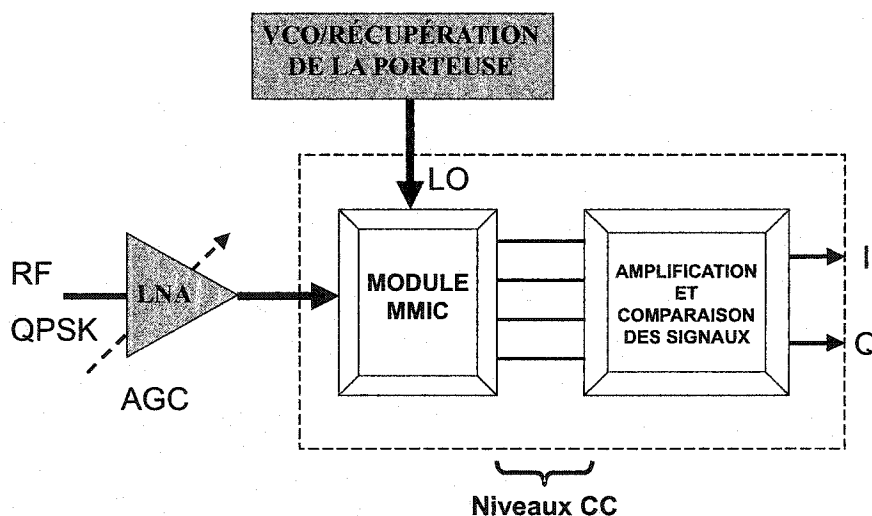 VCO/RÉCUPÉRATION
DE LA PORTEUSE
LO
RF
QPSK
LNA
AGC
MODULE
MMIC
AMPLIFICATION
ET
COMPARAISON
DES SIGNAUX
I
Q
Niveaux CC